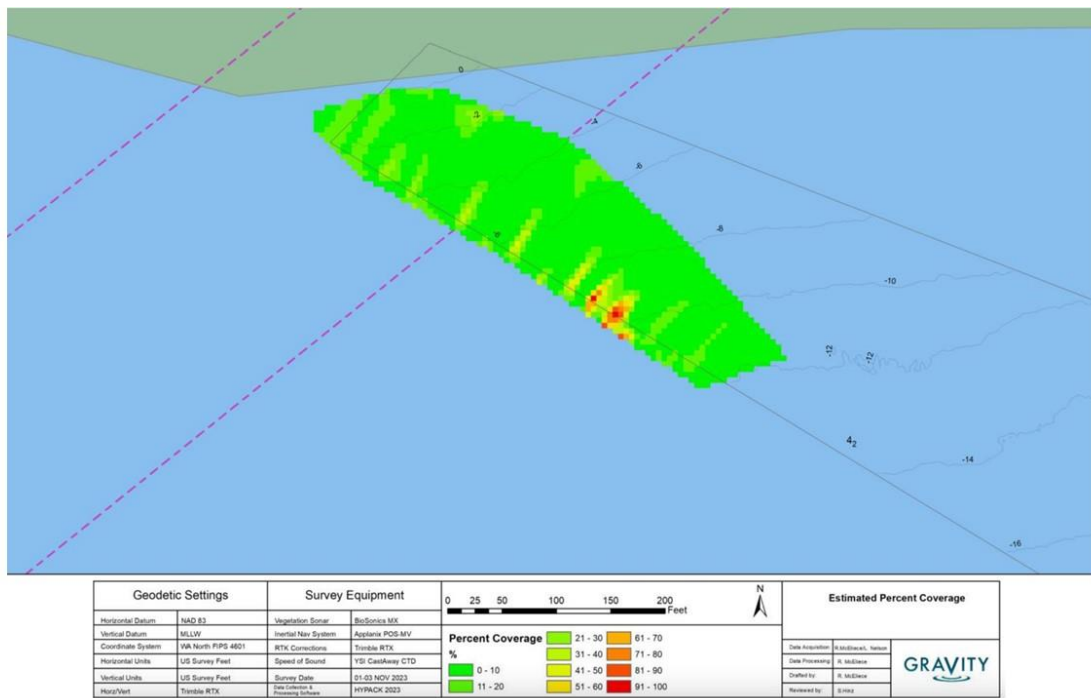 0
-2
-4
-6
-8
-8
-10
-12
-12
4₂
-14
-16
Geodetic Settings
Horizontal Datum NAD 83
Vertical Datum MLLW
Coordinate System WA North FIPS 4601
Horizontal Units US Survey Feet
Vertical Units US Survey Feet
Horz/Vert Trimble RTX
Survey Equipment
Vegetation Sonar BioSonics MX
Inertial Nav System Applanix POS-MV
RTK Corrections Trimble RTX
Speed of Sound YSI CastAway CTD
Survey Date 01-03 NOV 2023
Data Collection &
Processing Software HYPACK 2023
0 25 50 100 150 200
Feet
N
Percent Coverage
%
0 - 10
11 - 20
21 - 30
31 - 40
41 - 50
51 - 60
61 - 70
71 - 80
81 - 90
91 - 100
Estimated Percent Coverage
Data Acquisition: R.McEliece/L. Nelson
Data Processing: R. McEliece
Drafted by: R. McEliece
Reviewed by: S.Hinz
GRAVITY